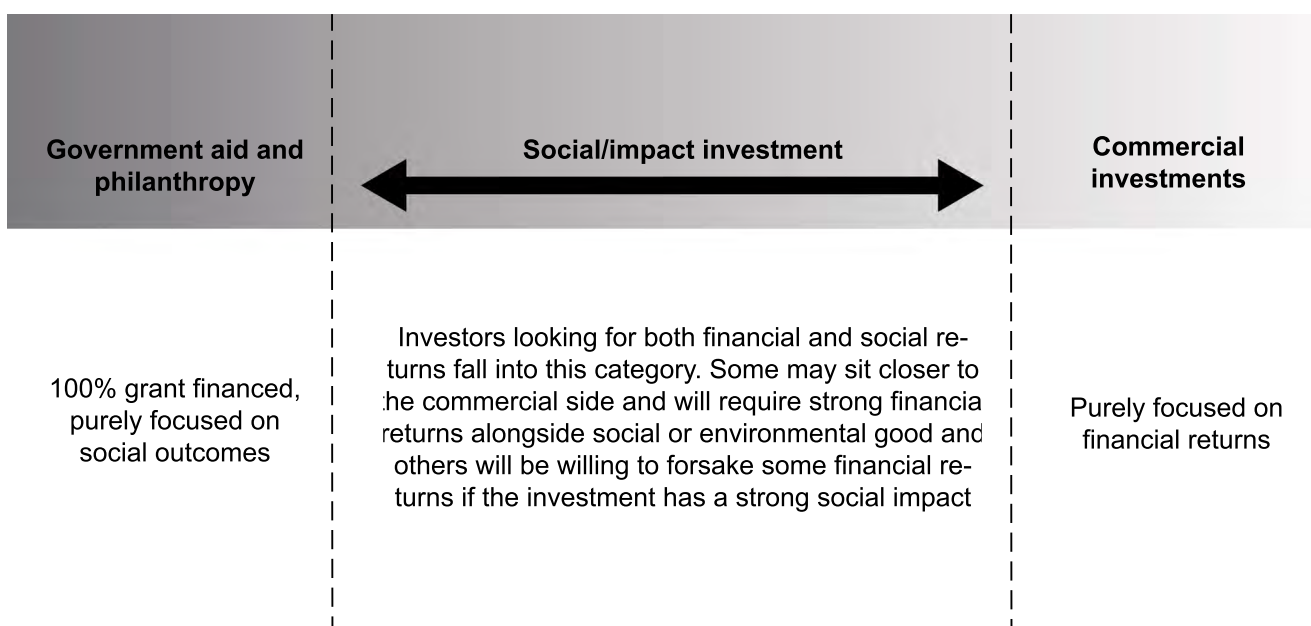 Government aid and
philanthropy
Social/impact investment
Commercial
investments
100% grant financed,
purely focused on
social outcomes
Investors looking for both financial and social re-
turns fall into this category. Some may sit closer to
the commercial side and will require strong financia
returns alongside social or environmental good and
others will be willing to forsake some financial re-
turns if the investment has a strong social impact
Purely focused on
financial returns